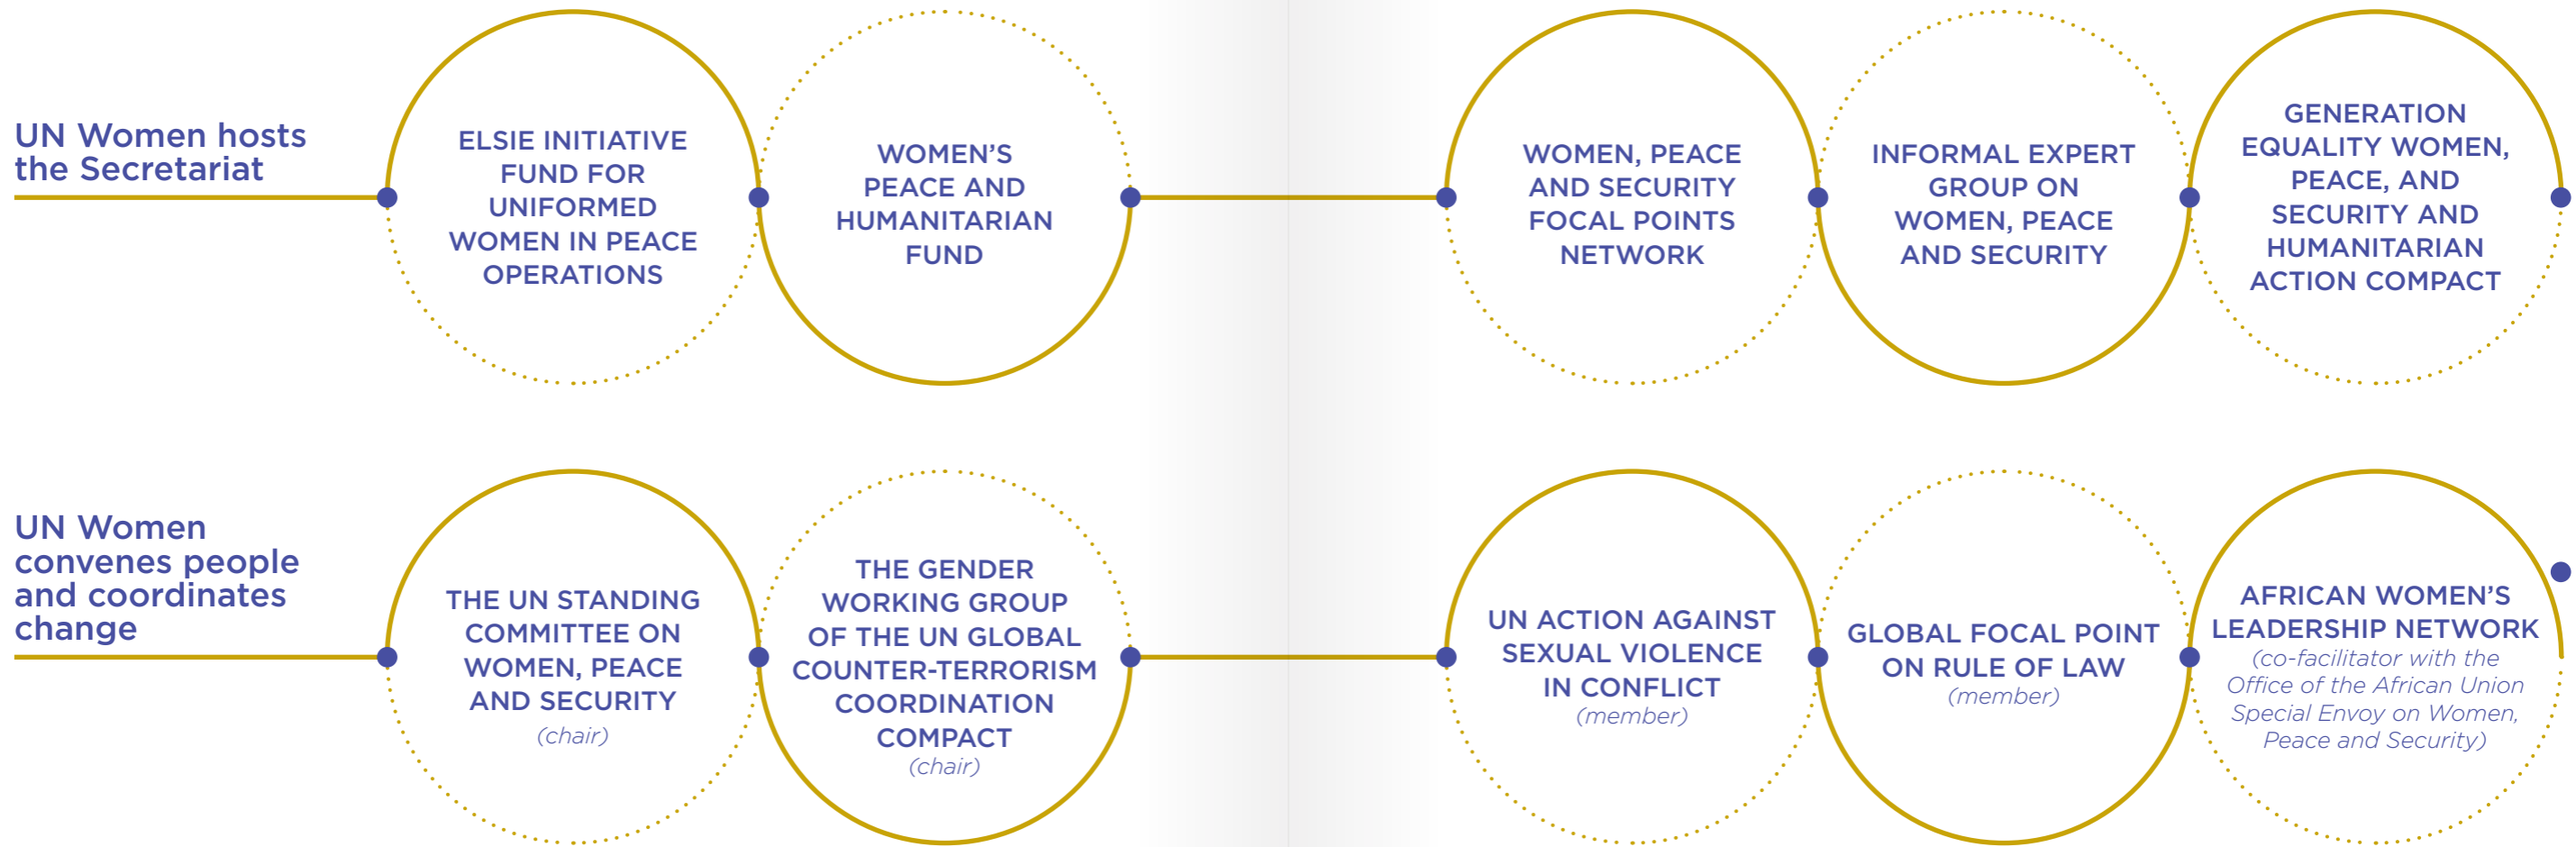 UN Women hosts
the Secretariat
ELSIE INITIATIVE
FUND FOR
UNIFORMED
WOMEN IN PEACE
OPERATIONS
WOMEN'S
PEACE AND
HUMANITARIAN
FUND
WOMEN, PEACE
AND SECURITY
FOCAL POINTS
NETWORK
INFORMAL EXPERT
GROUP ON
WOMEN, PEACE
AND SECURITY
GENERATION
EQUALITY WOMEN,
PEACE, AND
SECURITY AND
HUMANITARIAN
ACTION COMPACT
UN Women
convenes people
and coordinates
change
THE UN STANDING
COMMITTEE ON
WOMEN, PEACE
AND SECURITY
(chair)
THE GENDER
WORKING GROUP
OF THE UN GLOBAL
COUNTER-TERRORISM
COORDINATION
COMPACT
(chair)
UN ACTION AGAINST
SEXUAL VIOLENCE
IN CONFLICT
(member)
GLOBAL FOCAL POINT
ON RULE OF LAW
(member)
AFRICAN WOMEN'S
LEADERSHIP NETWORK
(co-facilitator with the
Office of the African Union
Special Envoy on Women,
Peace and Security)